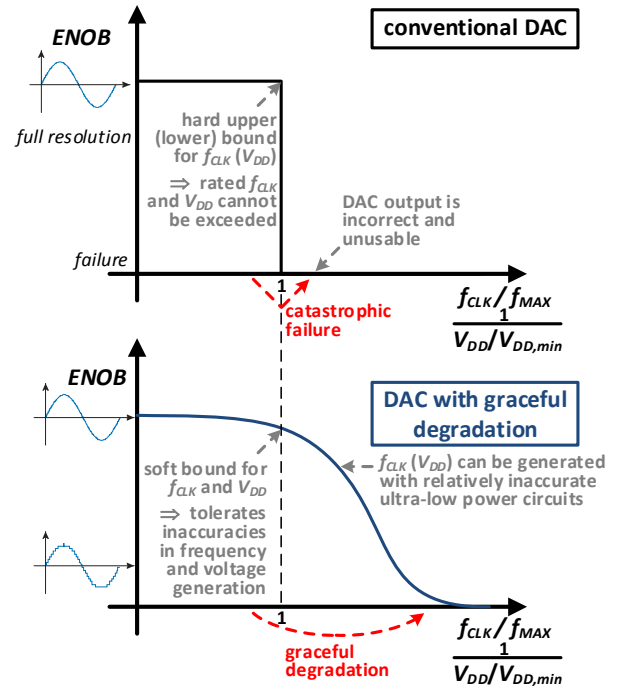 conventional DAC
ENOB
full resolution
hard upper
(lower) bound
for fCLK (VDD)
⇒ rated fCLK
and VDD cannot
be exceeded
DAC output is
incorrect and
unusable
failure
1
catastrophic
failure
fCLK/fMAX
1
VDD/VDD,min
ENOB
DAC with graceful
degradation
fCLK (VDD) can be generated
with relatively inaccurate
ultra-low power circuits
soft bound for
fCLK and VDD
⇒ tolerates
inaccuracies
in frequency
and voltage
generation
1
graceful
degradation
fCLK/fMAX
1
VDD/VDD,min